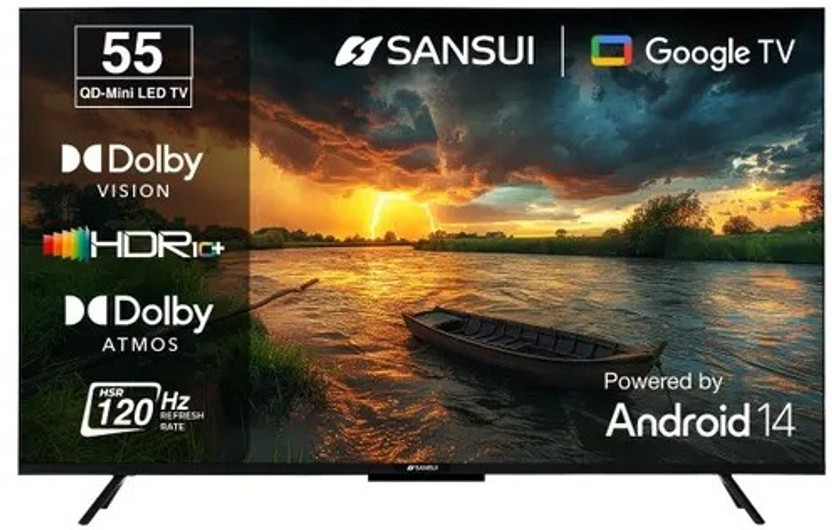 55
QD-Mini LED TV
SANSUI
Google TV
Dolby
VISION
HDR10+
Dolby
ATMOS
HSR
120 Hz
REFRESH
RATE
Powered by
Android 14
SANSUI